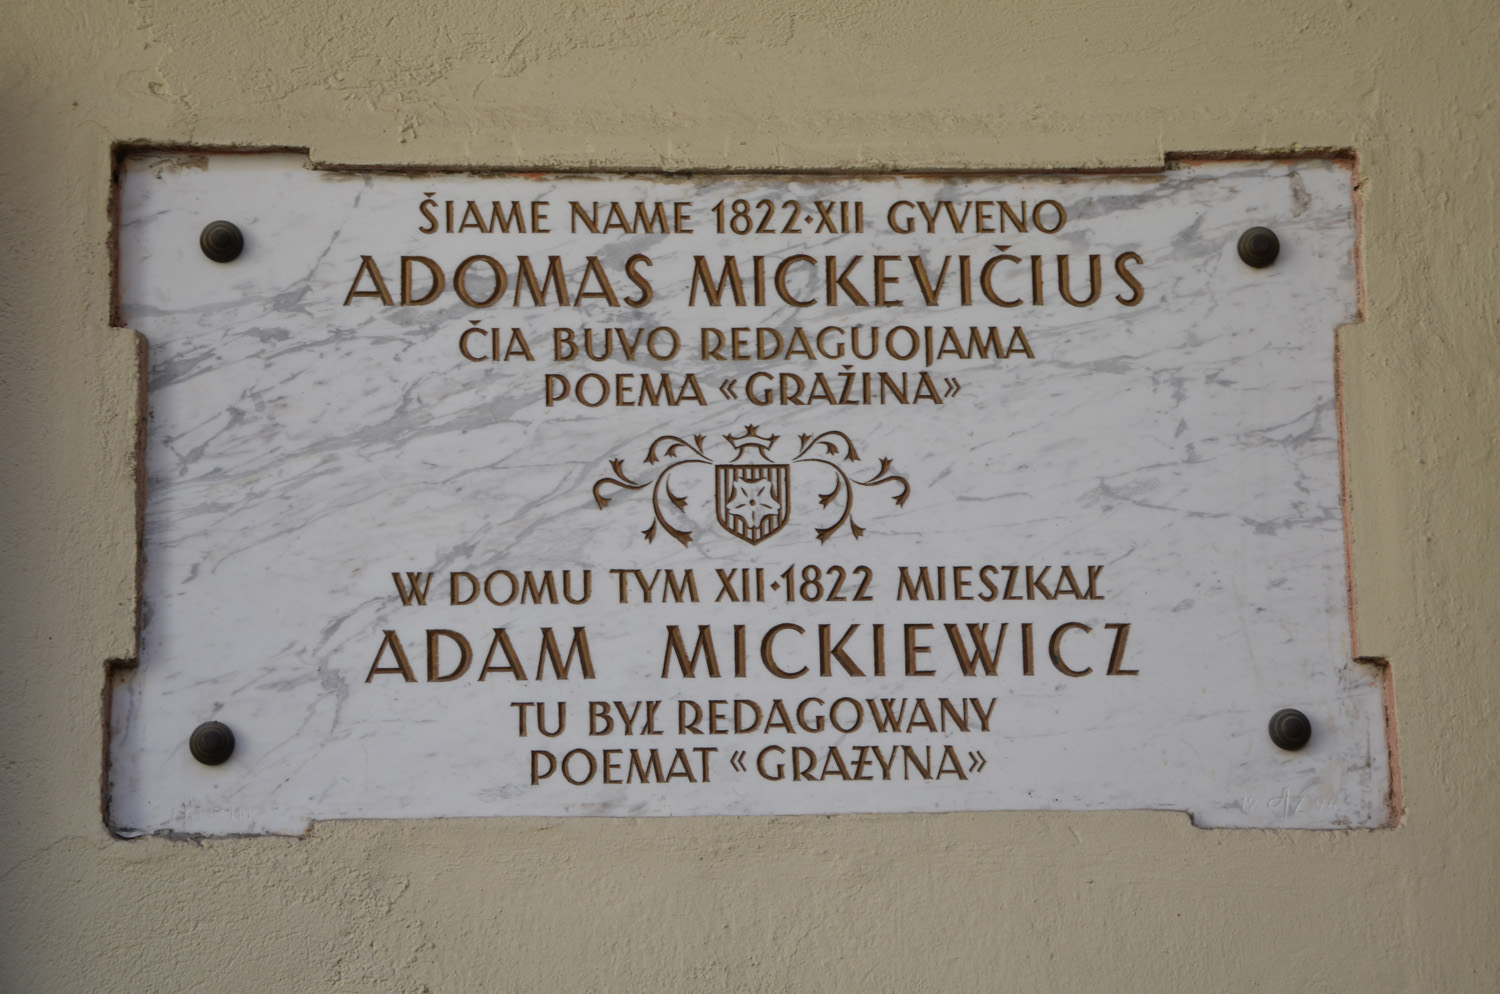 ŠIAME NAME 1822·XII GYVENO
ADOMAS MICKEVIČIUS
ČIA BUVO REDAGUOJAMA
POEMA «GRAŽINA»
W DOMU TYM XII·1822 MIESZKAŁ
ADAM MICKIEWICZ
TU BYŁ REDAGOWANY
POEMAT «GRAŻYNA»